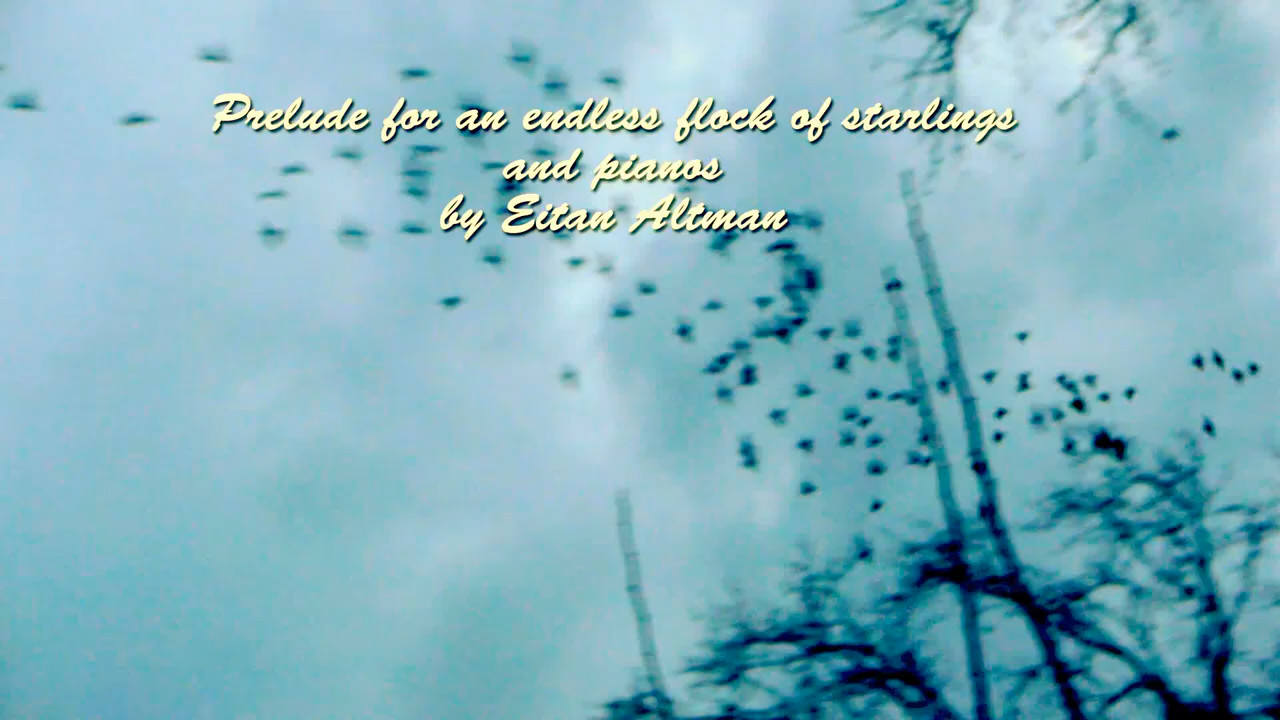 Prelude for an endless flock of starlings
and pianos
by Eitan Altman